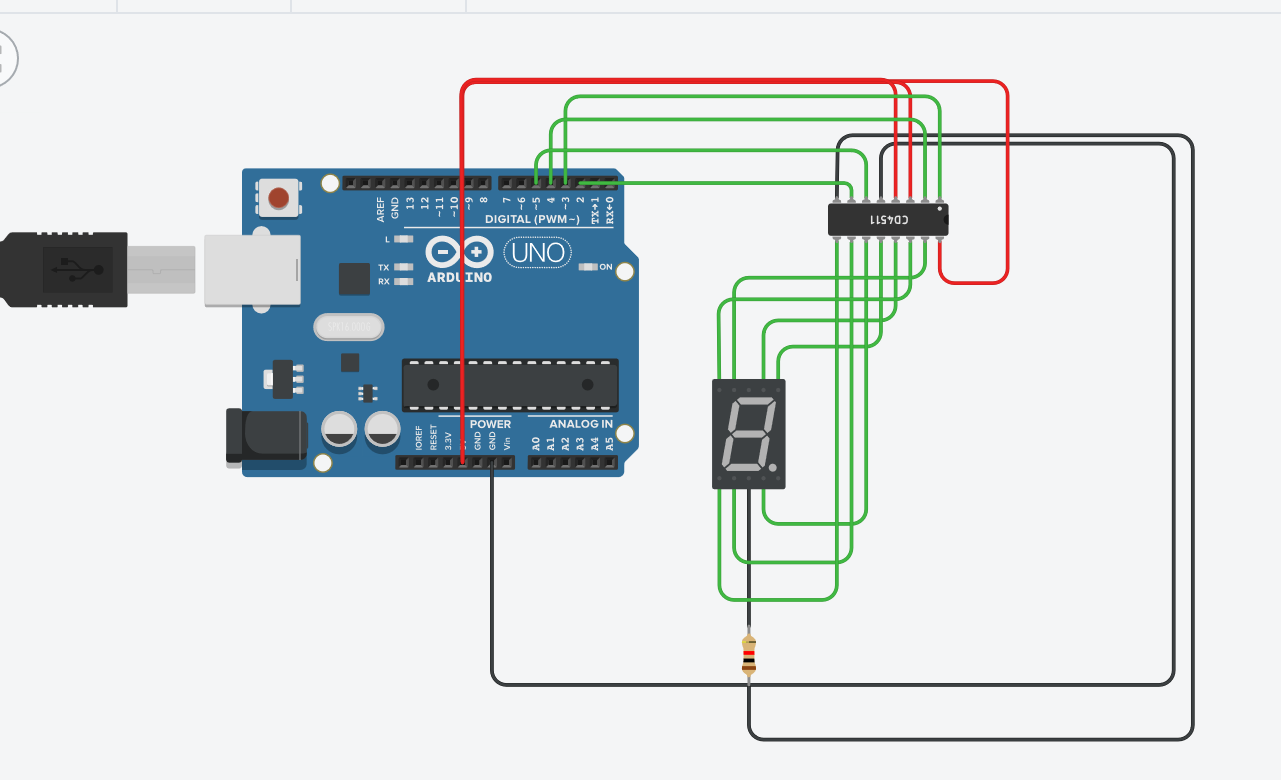 AREF
GND
13
12
~11
~10
~9
8
7
~6
~5
4
~3
2
TX→1
RX←0
DIGITAL (PWM~)
L
TX
RX
ARDUINO
UNO
ON
CD4511
POWER
ANALOG IN
IOREF
RESET
3.3V
GND
GND
Vin
A0
A1
A2
A3
A4
A5